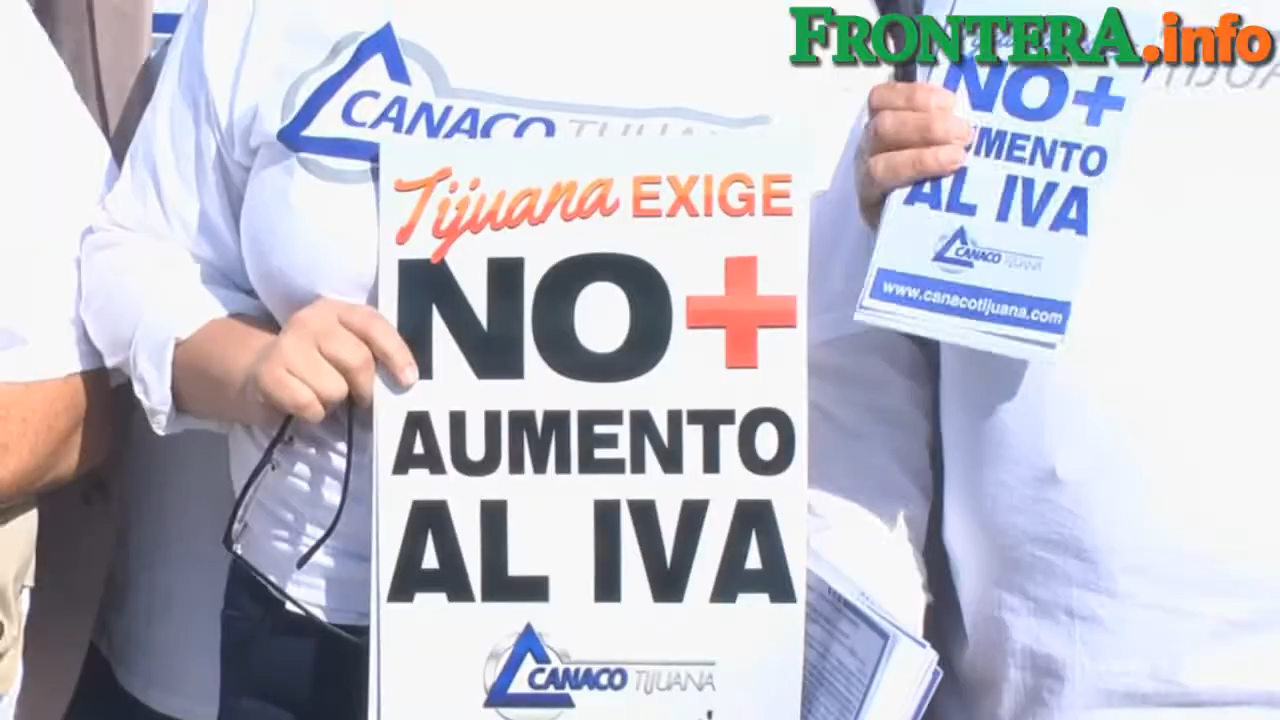 FRONTERA.info
CANACO TIJUANA
Tijuana EXIGE
NO+
AUMENTO
AL IVA
CANACO TIJUANA
NO+
AUMENTO
AL IVA
CANACO TIJUANA
www.canacotijuana.com